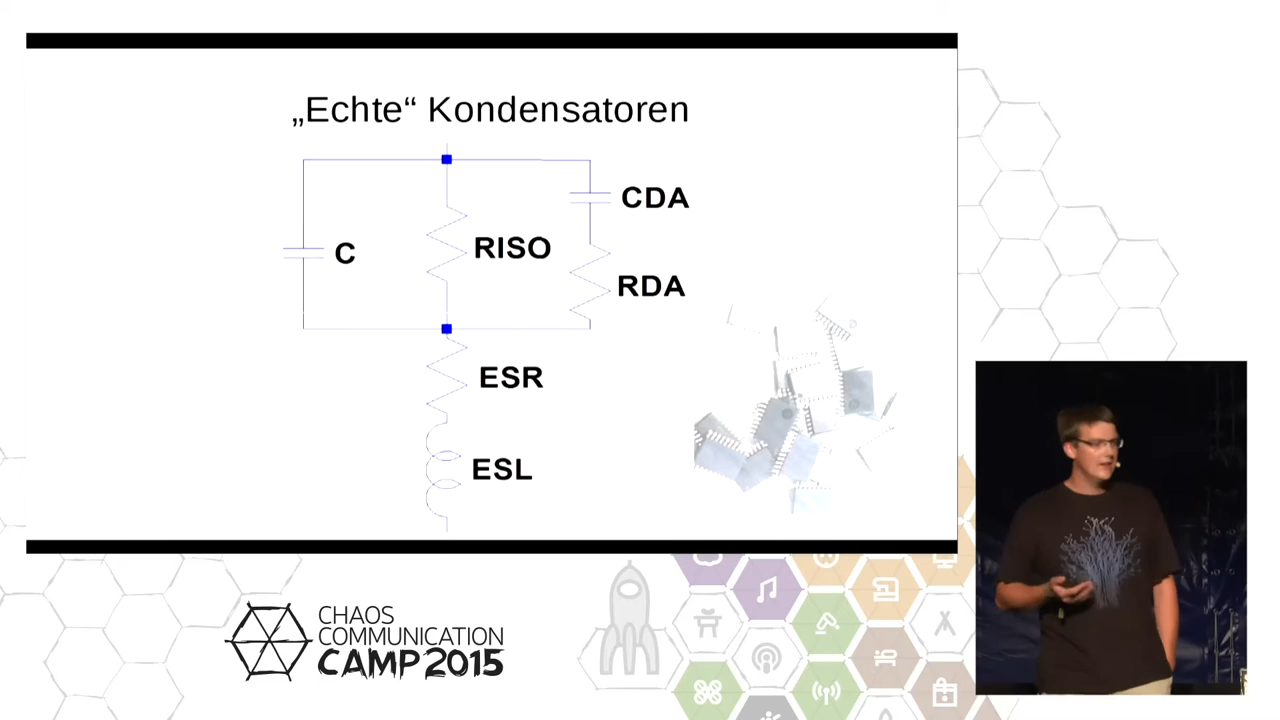 „Echte“ Kondensatoren
CDA
C
RISO
RDA
ESR
ESL
CHAOS
COMMUNICATION
CAMP 2015